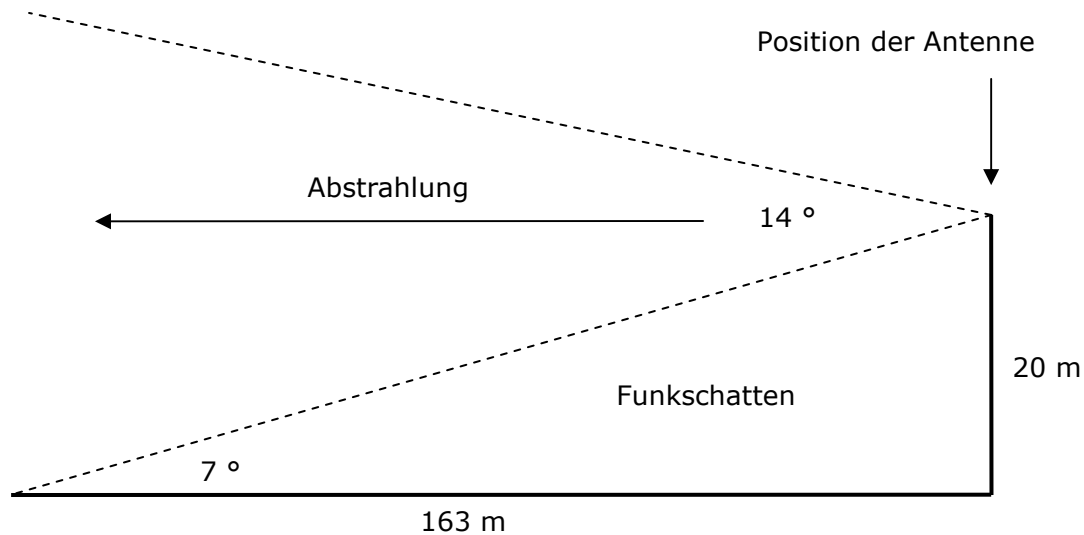 Position der Antenne
Abstrahlung
14 °
20 m
Funkschatten
7 °
163 m